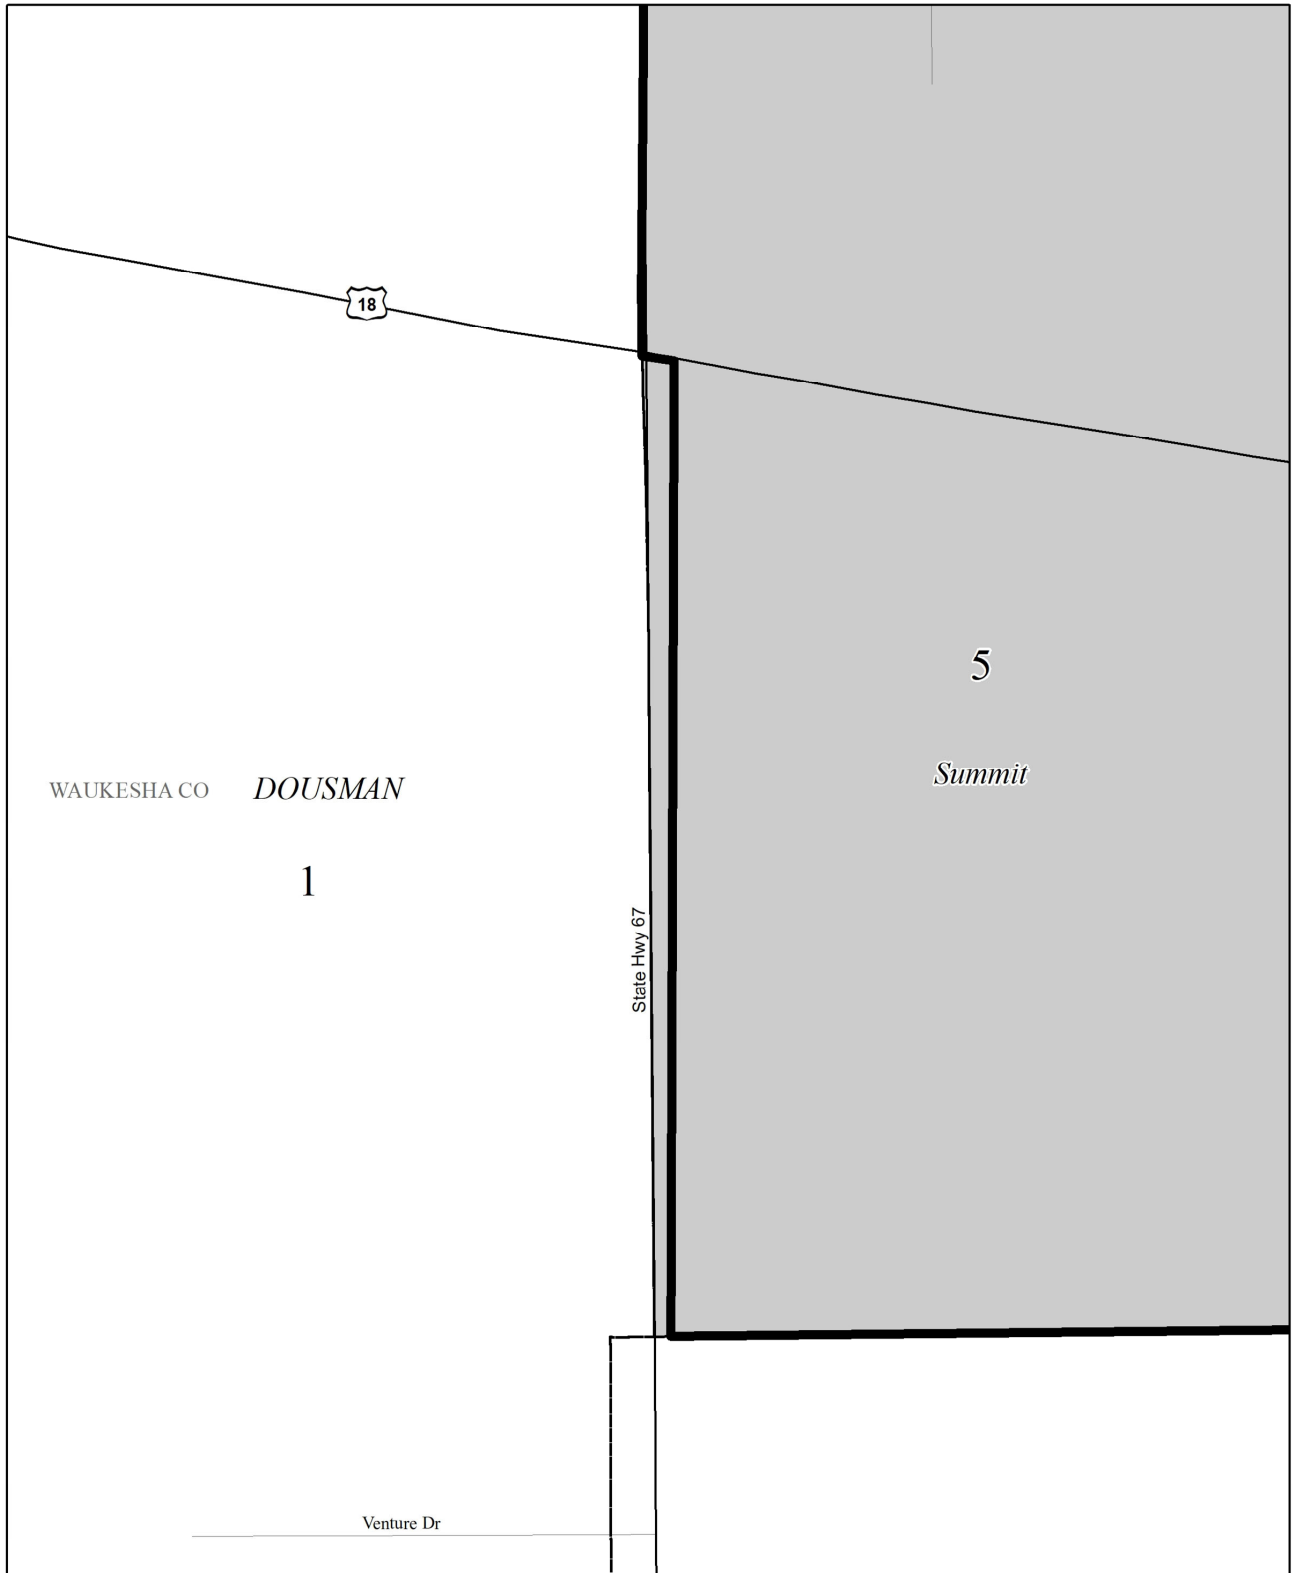 18
5
Summit
WAUKESHA CO
DOUSMAN
1
State Hwy 67
Venture Dr